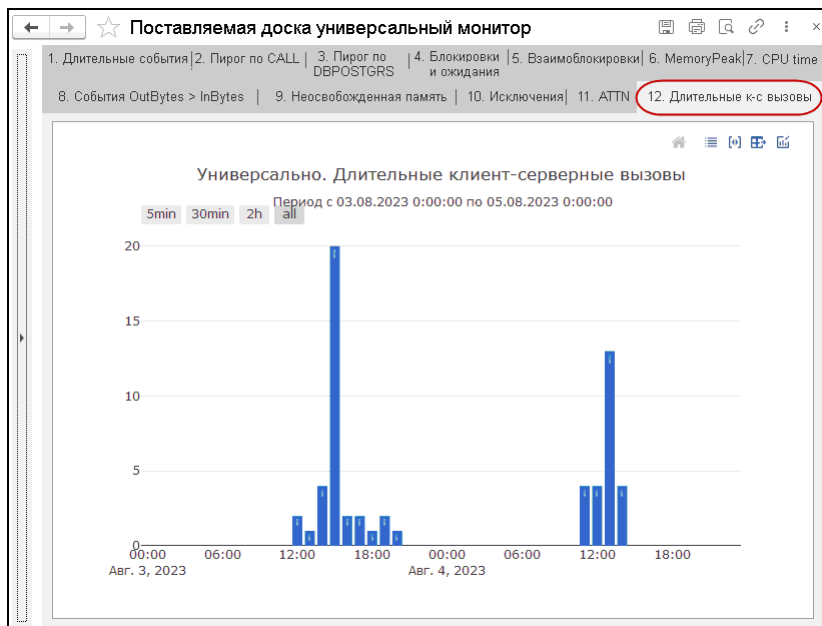 Поставляемая доска универсальный монитор
1. Длительные события
2. Пирог по CALL
3. Пирог по
DBPOSTGRS
4. Блокировки
и ожидания
5. Взаимоблокировки
6. MemoryPeak
7. CPU time
8. События OutBytes > InBytes
9. Неосвобожденная память
10. Исключения
11. ATTN
12. Длительные к-с вызовы
Универсально. Длительные клиент-серверные вызовы
Период с 03.08.2023 0:00:00 по 05.08.2023 0:00:00
5min 30min 2h all
20
15
10
5
0
00:00 06:00 12:00 18:00 00:00 06:00 12:00 18:00
Авг. 3, 2023 Авг. 4, 2023